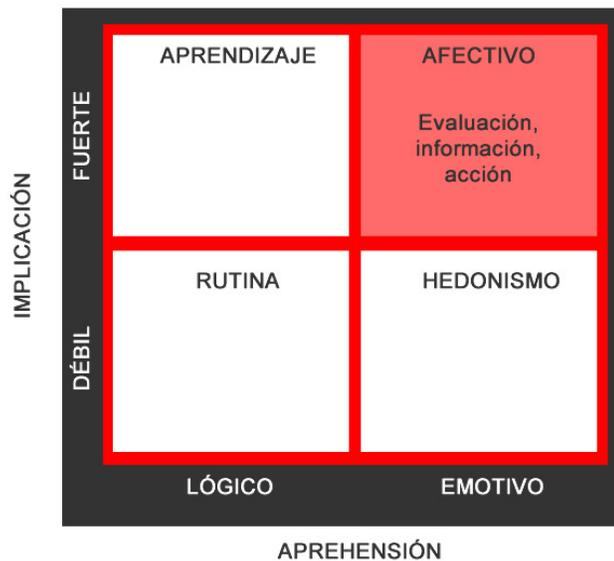 APRENDIZAJE
AFECTIVO
Evaluación,
información,
acción
FUERTE
IMPLICACIÓN
RUTINA
HEDONISMO
DÉBIL
LÓGICO
EMOTIVO
APREHENSIÓN